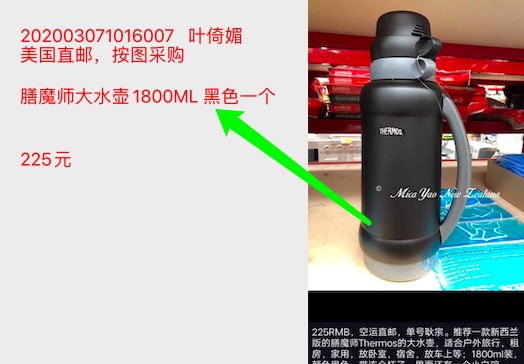 202003071016007 叶倚媚
美国直邮，按图采购
膳魔师大水壶1800ML 黑色一个
225元
THERMOS
Mica Yao New Zealand
225RMB，空运直邮，单号耿宗。推荐一款新西兰
版的膳魔师Thermos的大水壶，适合户外旅行，租
房，家用，放卧室，宿舍，放车上等；1800ml装，